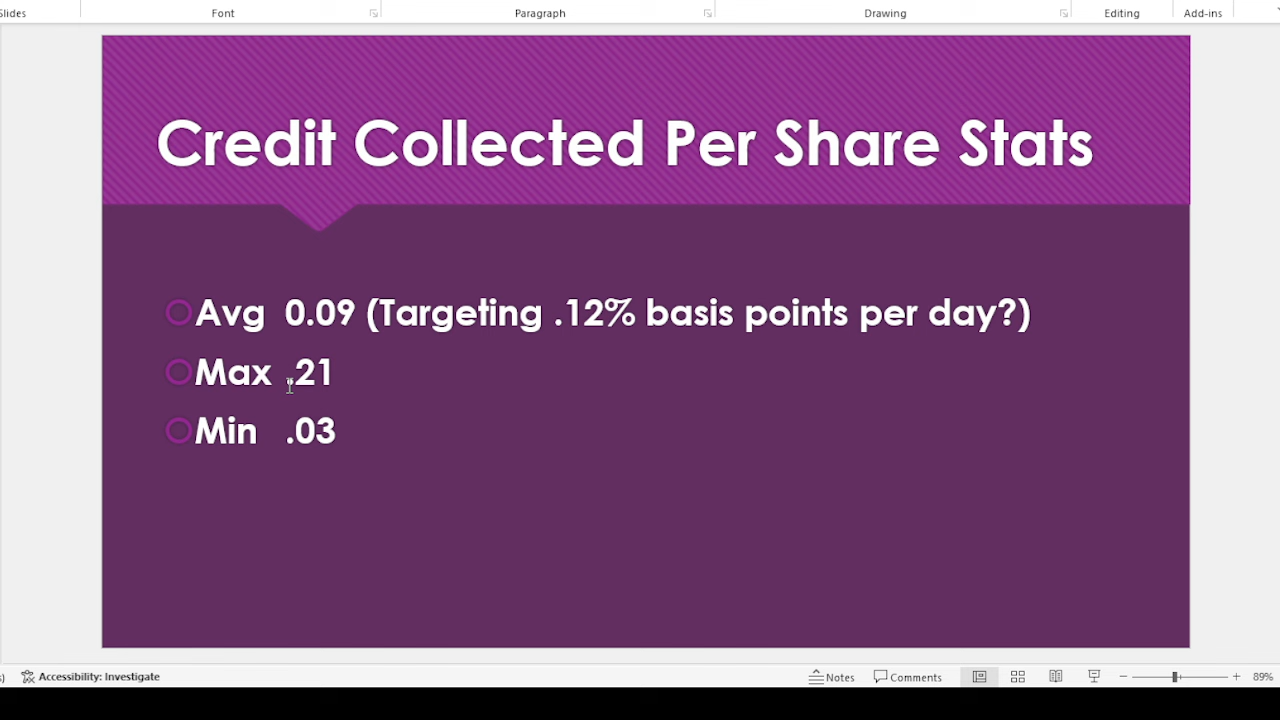 Slides Font Paragraph Drawing Editing Add-ins
Credit Collected Per Share Stats
Avg 0.09 (Targeting .12% basis points per day?)
Max .21
Min .03
Accessibility: Investigate Notes Comments 89%